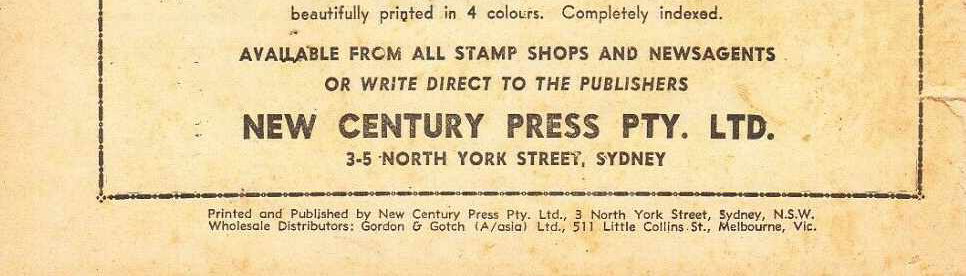 beautifully printed in 4 colours. Completely indexed.
AVAILABLE FROM ALL STAMP SHOPS AND NEWSAGENTS
OR WRITE DIRECT TO THE PUBLISHERS
NEW CENTURY PRESS PTY. LTD.
3-5 NORTH YORK STREET, SYDNEY
Printed and Published by New Century Press Pty. Ltd., 3 North York Street, Sydney, N.S.W.
Wholesale Distributors: Gordon & Gotch (A/asia) Ltd., 511 Little Collins St., Melbourne, Vic.